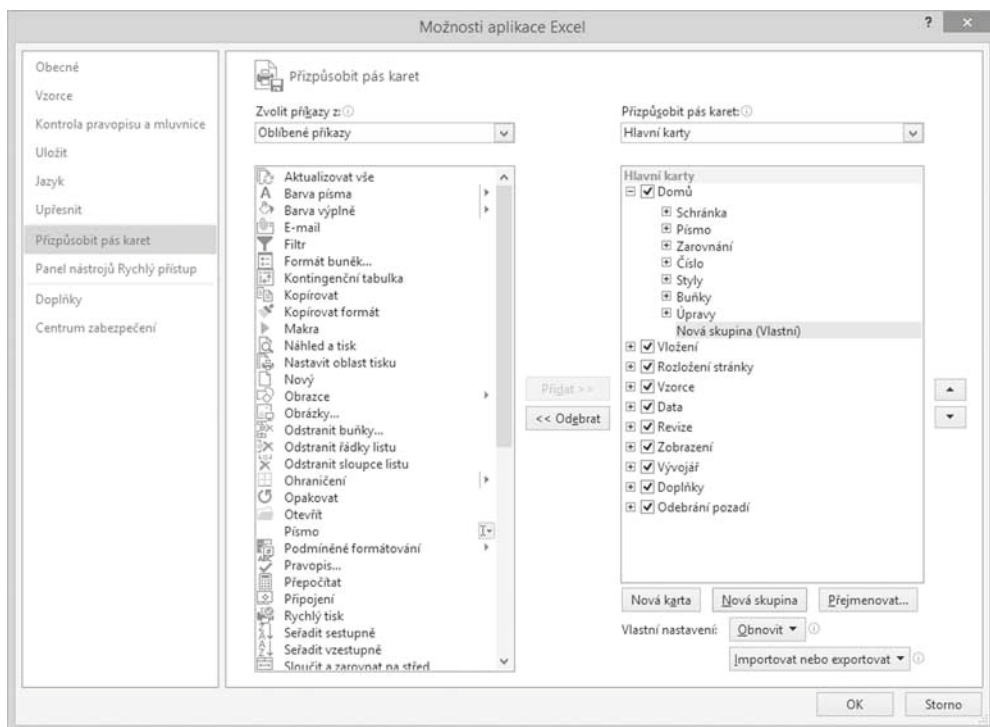 Možnosti aplikace Excel
?
Obecné
Vzorce
Kontrola pravopisu a mluvnice
Uložit
Jazyk
Upřesnit
Přizpůsobit pás karet
Panel nástrojů Rychlý přístup
Doplňky
Centrum zabezpečení
Přizpůsobit pás karet
Zvolit příkazy z:
Oblíbené příkazy
Aktualizovat vše
Barva písma
Barva výplně
E-mail
Filtr
Formát buněk...
Kontingenční tabulka
Kopírovat
Kopírovat formát
Makra
Náhled a tisk
Nastavit oblast tisku
Nový
Obrazce
Obrázky...
Odstranit buňky...
Odstranit řádky listu
Odstranit sloupce listu
Ohraničení
Opakovat
Otevřít
Písmo
Podmíněné formátování
Pravopis...
Přepočítat
Připojení
Rychlý tisk
Seřadit sestupně
Seřadit vzestupně
Sloučit a zarovnat na střed
Přidat >>
<< Odebrat
Přizpůsobit pás karet:
Hlavní karty
Hlavní karty
Domů
Schránka
Písmo
Zarovnání
Číslo
Styly
Buňky
Úpravy
Nová skupina (Vlastní)
Vložení
Rozložení stránky
Vzorce
Data
Revize
Zobrazení
Vývojář
Doplňky
Odebrání pozadí
Nová karta
Nová skupina
Přejmenovat...
Vlastní nastavení:
Obnovit
Importovat nebo exportovat
OK
Storno